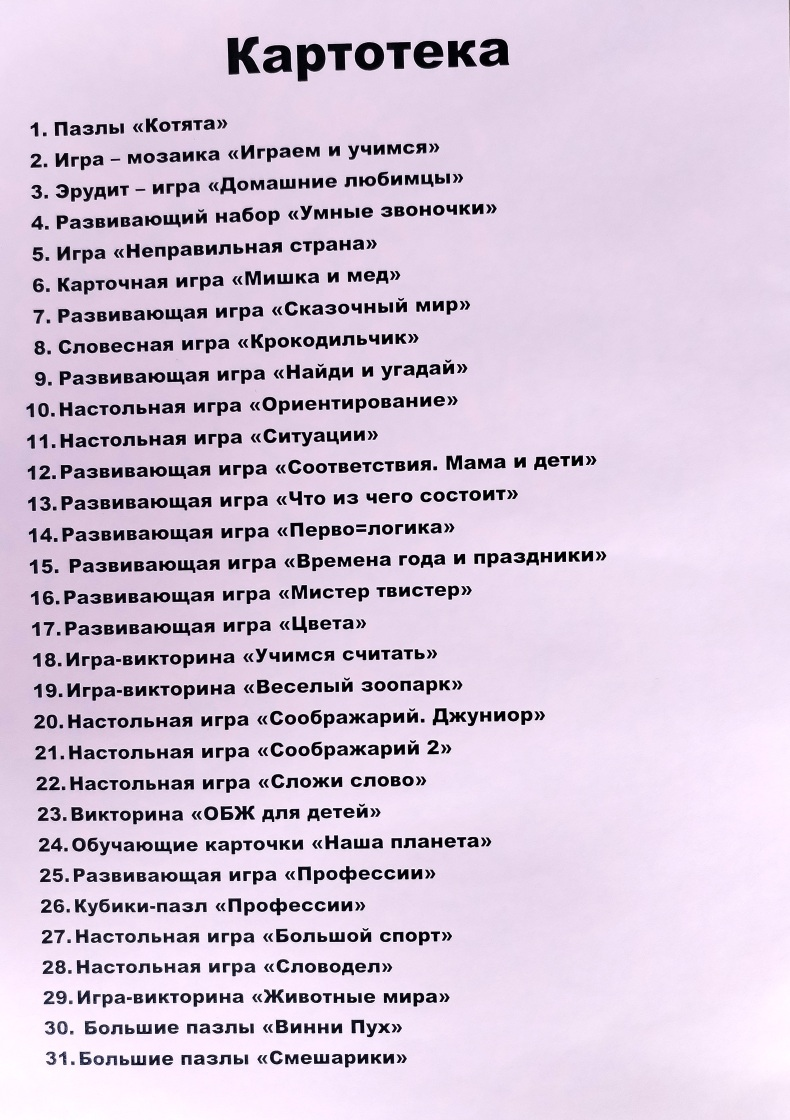 Картотека
1. Пазлы «Котята»
2. Игра – мозаика «Играем и учимся»
3. Эрудит – игра «Домашние любимцы»
4. Развивающий набор «Умные звоночки»
5. Игра «Неправильная страна»
6. Карточная игра «Мишка и мед»
7. Развивающая игра «Сказочный мир»
8. Словесная игра «Крокодильчик»
9. Развивающая игра «Найди и угадай»
10. Настольная игра «Ориентирование»
11. Настольная игра «Ситуации»
12. Развивающая игра «Соответствия. Мама и дети»
13. Развивающая игра «Что из чего состоит»
14. Развивающая игра «Перво=логика»
15. Развивающая игра «Времена года и праздники»
16. Развивающая игра «Мистер твистер»
17. Развивающая игра «Цвета»
18. Игра-викторина «Учимся считать»
19. Игра-викторина «Веселый зоопарк»
20. Настольная игра «Соображарий. Джуниор»
21. Настольная игра «Соображарий 2»
22. Настольная игра «Сложи слово»
23. Викторина «ОБЖ для детей»
24. Обучающие карточки «Наша планета»
25. Развивающая игра «Профессии»
26. Кубики-пазл «Профессии»
27. Настольная игра «Большой спорт»
28. Настольная игра «Словодел»
29. Игра-викторина «Животные мира»
30. Большие пазлы «Винни Пух»
31. Большие пазлы «Смешарики»